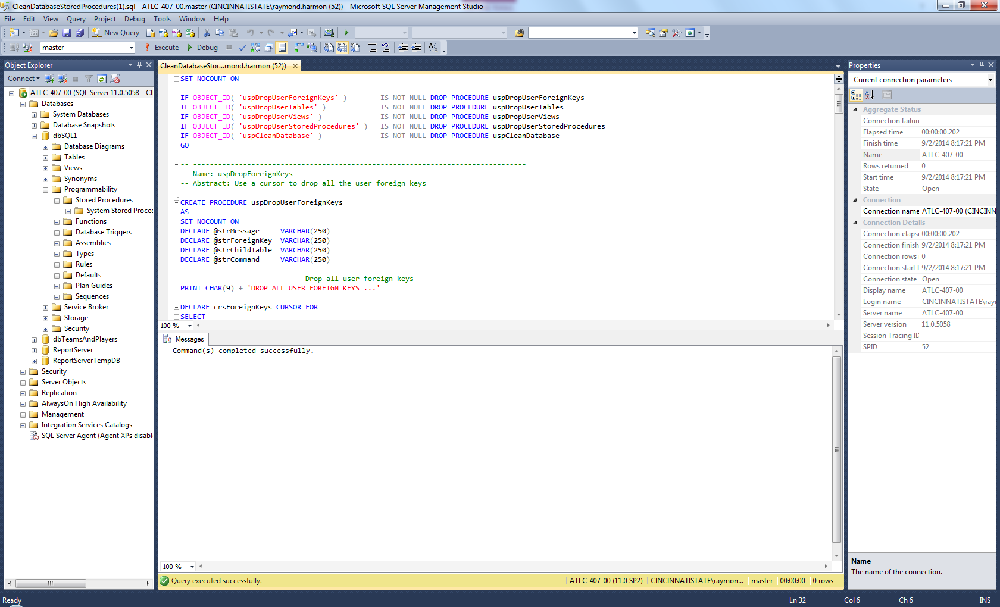 CleanDatabaseStoredProcedures(1).sql - ATLC-407-00.master (CINCINNATISTATE\raymond.harmon (52)) - Microsoft SQL Server Management Studio
File Edit View Query Project Debug Tools Window Help
New Query
master Execute Debug
Object Explorer
Connect
ATLC-407-00 (SQL Server 11.0.5058 - CI
Databases
System Databases
Database Snapshots
dbSQL1
Database Diagrams
Tables
Views
Synonyms
Programmability
Stored Procedures
System Stored Proce
Functions
Database Triggers
Assemblies
Types
Rules
Defaults
Plan Guides
Sequences
Service Broker
Storage
Security
dbTeamsAndPlayers
ReportServer
ReportServerTempDB
Security
Server Objects
Replication
AlwaysOn High Availability
Management
Integration Services Catalogs
SQL Server Agent (Agent XPs disabl
CleanDatabaseStor...mond.harmon (52))
SET NOCOUNT ON
IF OBJECT_ID( 'uspDropUserForeignKeys' ) IS NOT NULL DROP PROCEDURE uspDropUserForeignKeys
IF OBJECT_ID( 'uspDropUserTables' ) IS NOT NULL DROP PROCEDURE uspDropUserTables
IF OBJECT_ID( 'uspDropUserViews' ) IS NOT NULL DROP PROCEDURE uspDropUserViews
IF OBJECT_ID( 'uspDropUserStoredProcedures' ) IS NOT NULL DROP PROCEDURE uspDropUserStoredProcedures
IF OBJECT_ID( 'uspCleanDatabase' ) IS NOT NULL DROP PROCEDURE uspCleanDatabase
GO
-- --------------------------------------------------------------------------------
-- Name: uspDropForeignKeys
-- Abstract: Use a cursor to drop all the user foreign keys
-- --------------------------------------------------------------------------------
CREATE PROCEDURE uspDropUserForeignKeys
AS
SET NOCOUNT ON
DECLARE @strMessage VARCHAR(250)
DECLARE @strForeignKey VARCHAR(250)
DECLARE @strChildTable VARCHAR(250)
DECLARE @strCommand VARCHAR(250)
------------------------------Drop all user foreign keys------------------------------
PRINT CHAR(9) + 'DROP ALL USER FOREIGN KEYS ...'
DECLARE crsForeignKeys CURSOR FOR
SELECT
100 %
Messages
Command(s) completed successfully.
100 %
Query executed successfully. ATLC-407-00 (11.0 SP2) CINCINNATISTATE\raymon... master 00:00:00 0 rows
Properties
Current connection parameters
Aggregate Status
Connection failur
Elapsed time 00:00:00.202
Finish time 9/2/2014 8:17:21 PM
Name ATLC-407-00
Rows returned 0
Start time 9/2/2014 8:17:21 PM
State Open
Connection
Connection name ATLC-407-00 (CINCINN
Connection Details
Connection elaps 00:00:00.202
Connection finish 9/2/2014 8:17:21 PM
Connection rows 0
Connection start t 9/2/2014 8:17:21 PM
Connection state Open
Display name ATLC-407-00
Login name CINCINNATISTATE\raym
Server name ATLC-407-00
Server version 11.0.5058
Session Tracing ID
SPID 52
Name
The name of the connection.
Ready Ln 32 Col 6 Ch 6 INS